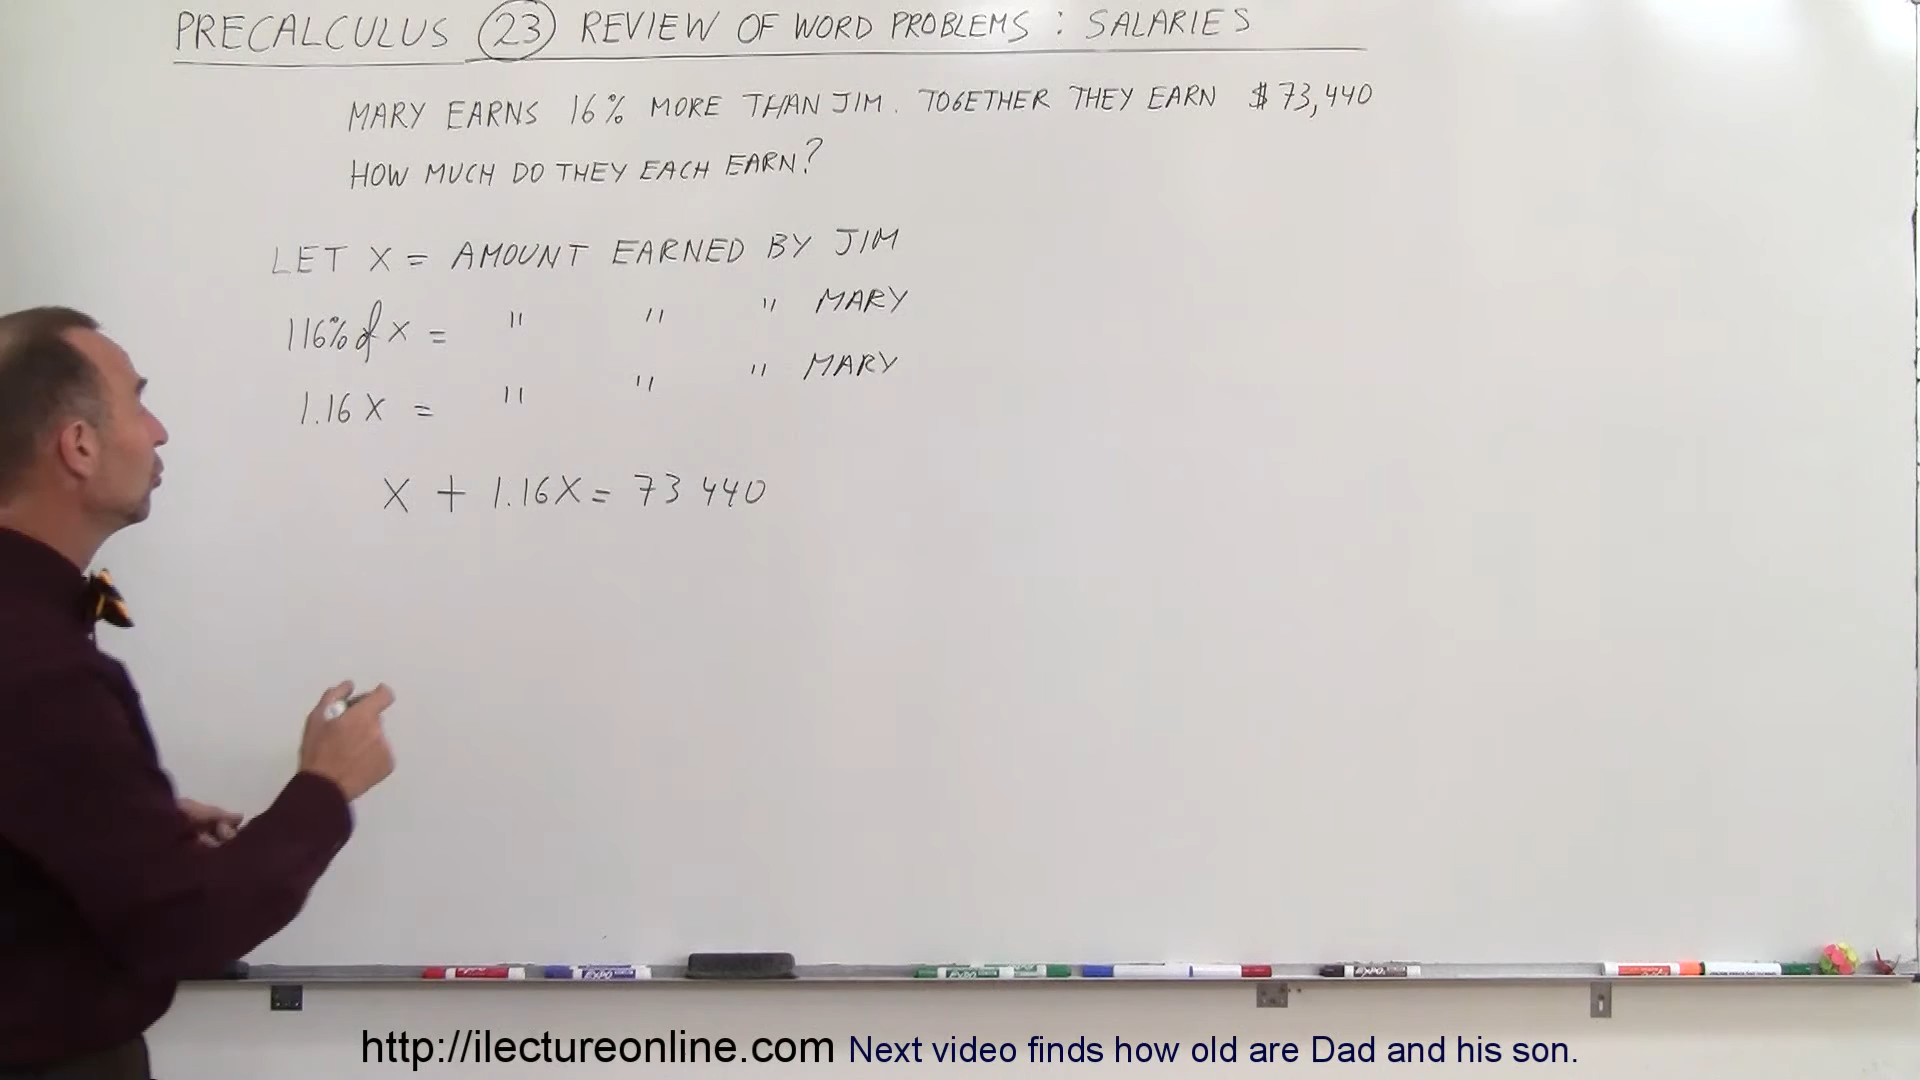 PRECALCULUS 23 REVIEW OF WORD PROBLEMS : SALARIES
MARY EARNS 16% MORE THAN JIM. TOGETHER THEY EARN $73,440
HOW MUCH DO THEY EACH EARN?
LET X = AMOUNT EARNED BY JIM
116% of X = " " " MARY
1.16X = " " " MARY
X + 1.16X = 73 440
EXPO
http://ilectureonline.com Next video finds how old are Dad and his son.